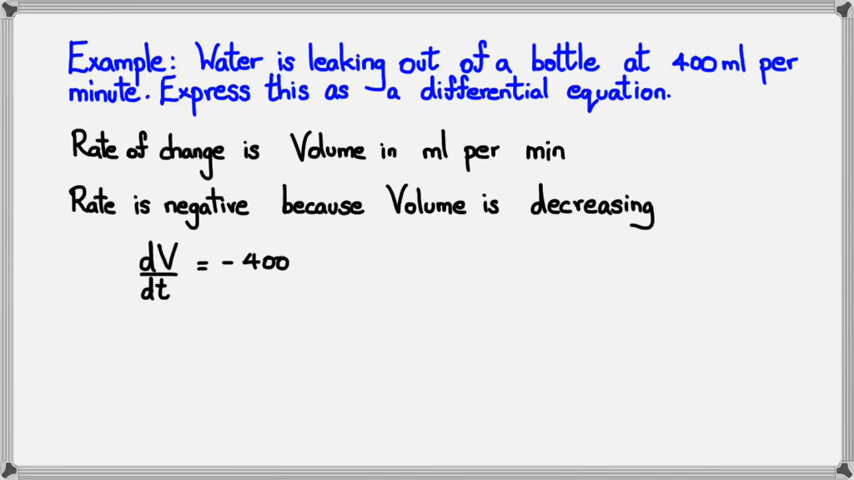 Example: Water is leaking out of a bottle at 400 ml per
minute. Express this as a differential equation.
Rate of change is Volume in ml per min
Rate is negative because Volume is decreasing
dV/dt = - 400